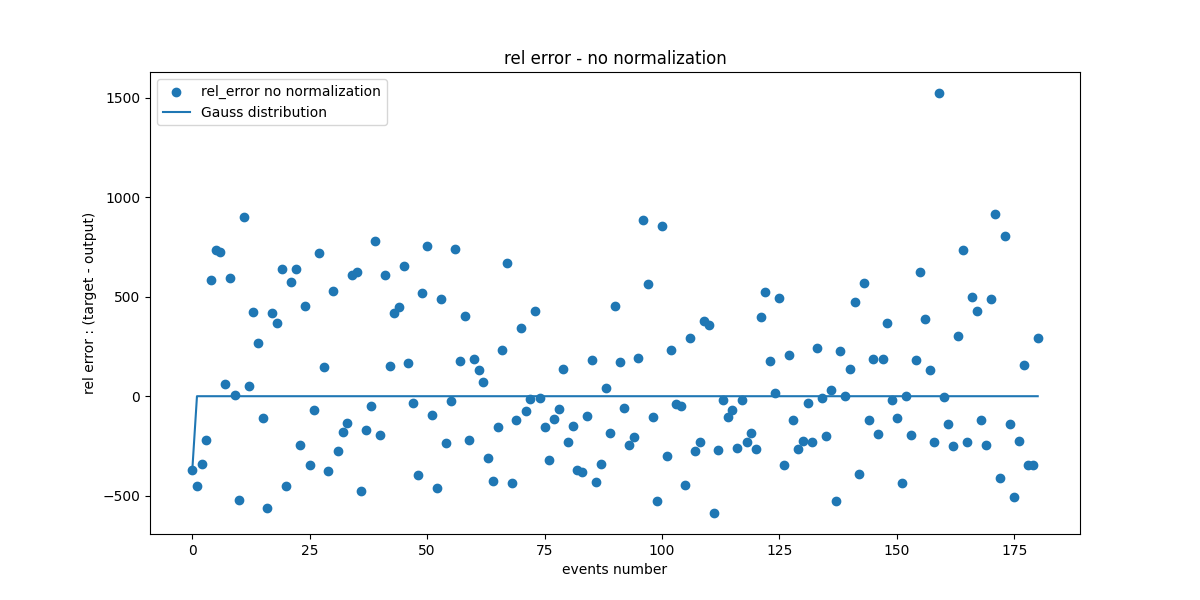 rel error - no normalization
rel_error no normalization
Gauss distribution
rel error : (target - output)
1500
1000
500
0
−500
0
25
50
75
100
125
150
175
events number